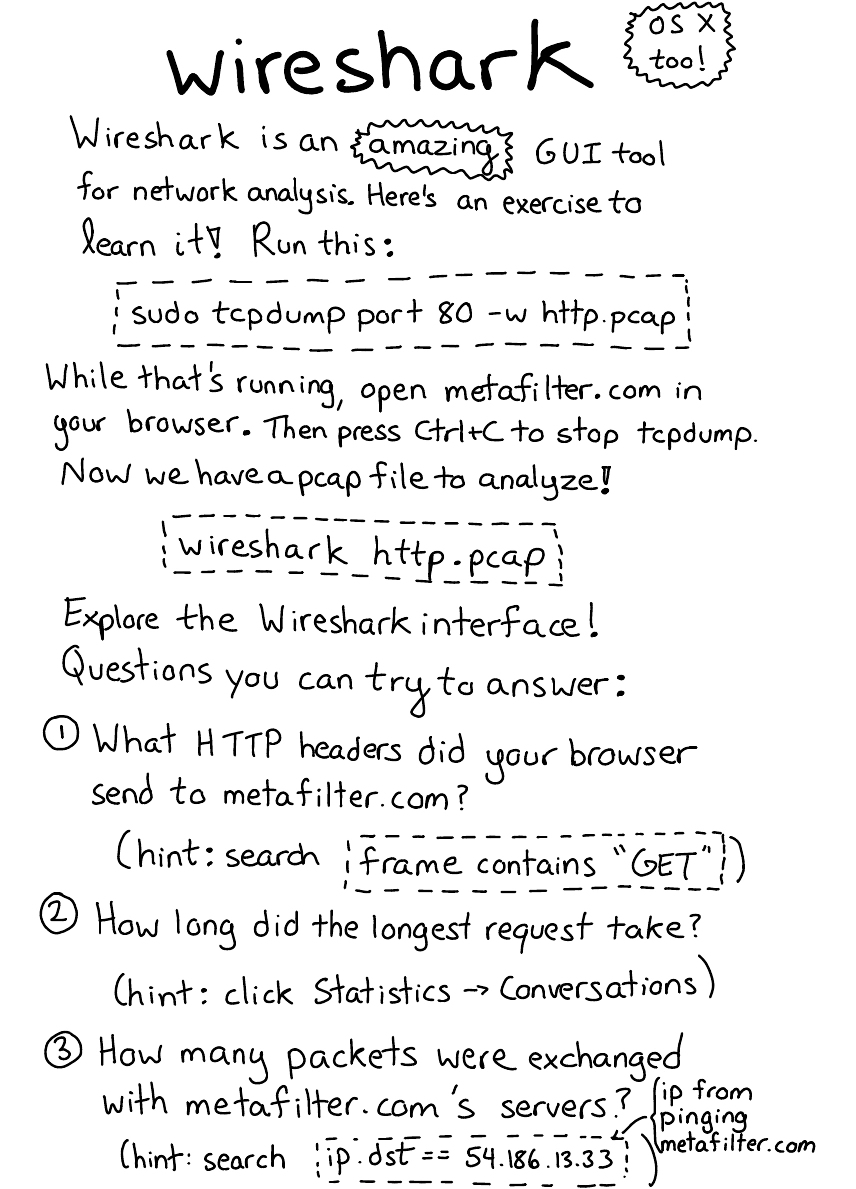 wireshark
OS X
too!
Wireshark is an amazing GUI tool
for network analysis. Here's an exercise to
learn it! Run this:
sudo tcpdump port 80 -w http.pcap
While that's running, open metafilter.com in
your browser. Then press Ctrl+C to stop tcpdump.
Now we have a pcap file to analyze!
wireshark http.pcap
Explore the Wireshark interface!
Questions you can try to answer:
① What HTTP headers did your browser
send to metafilter.com?
(hint: search frame contains "GET")
② How long did the longest request take?
(hint: click Statistics → Conversations)
③ How many packets were exchanged
with metafilter.com's servers?
(hint: search ip.dst == 54.186.13.33)
ip from
pinging
metafilter.com